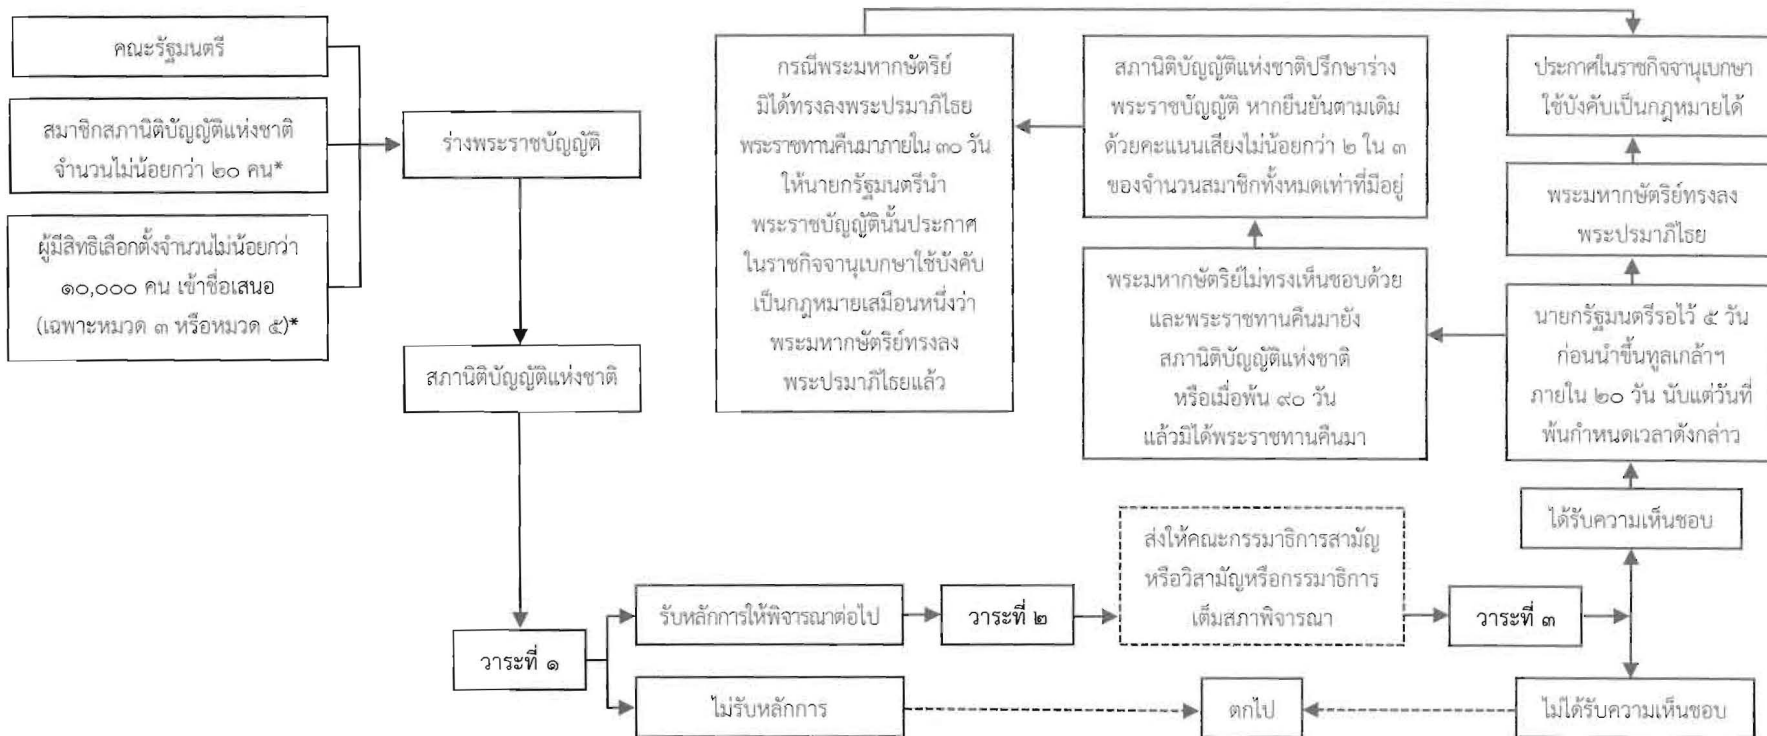 คณะรัฐมนตรี
สมาชิกสภานิติบัญญัติแห่งชาติ
จำนวนไม่น้อยกว่า ๒๐ คน*
ผู้มีสิทธิเลือกตั้งจำนวนไม่น้อยกว่า
๑๐,๐๐๐ คน เข้าชื่อเสนอ
(เฉพาะหมวด ๓ หรือหมวด ๕)*
ร่างพระราชบัญญัติ
สภานิติบัญญัติแห่งชาติ
วาระที่ ๑
รับหลักการให้พิจารณาต่อไป
ไม่รับหลักการ
วาระที่ ๒
ส่งให้คณะกรรมาธิการสามัญ
หรือวิสามัญหรือกรรมาธิการ
เต็มสภาพิจารณา
วาระที่ ๓
ตกไป
ไม่ได้รับความเห็นชอบ
ได้รับความเห็นชอบ
นายกรัฐมนตรีรอไว้ ๕ วัน
ก่อนนำขึ้นทูลเกล้าฯ
ภายใน ๒๐ วัน นับแต่วันที่
พ้นกำหนดเวลาดังกล่าว
พระมหากษัตริย์ทรงลง
พระปรมาภิไธย
ประกาศในราชกิจจานุเบกษา
ใช้บังคับเป็นกฎหมายได้
พระมหากษัตริย์ไม่ทรงเห็นชอบด้วย
และพระราชทานคืนมายัง
สภานิติบัญญัติแห่งชาติ
หรือเมื่อพ้น ๙๐ วัน
แล้วมิได้พระราชทานคืนมา
สภานิติบัญญัติแห่งชาติปรึกษาร่าง
พระราชบัญญัติ หากยืนยันตามเดิม
ด้วยคะแนนเสียงไม่น้อยกว่า ๒ ใน ๓
ของจำนวนสมาชิกทั้งหมดเท่าที่มีอยู่
กรณีพระมหากษัตริย์
มิได้ทรงลงพระปรมาภิไธย
พระราชทานคืนมาภายใน ๓๐ วัน
ให้นายกรัฐมนตรีนำ
พระราชบัญญัตินั้นประกาศ
ในราชกิจจานุเบกษาใช้บังคับ
เป็นกฎหมายเสมือนหนึ่งว่า
พระมหากษัตริย์ทรงลง
พระปรมาภิไธยแล้ว